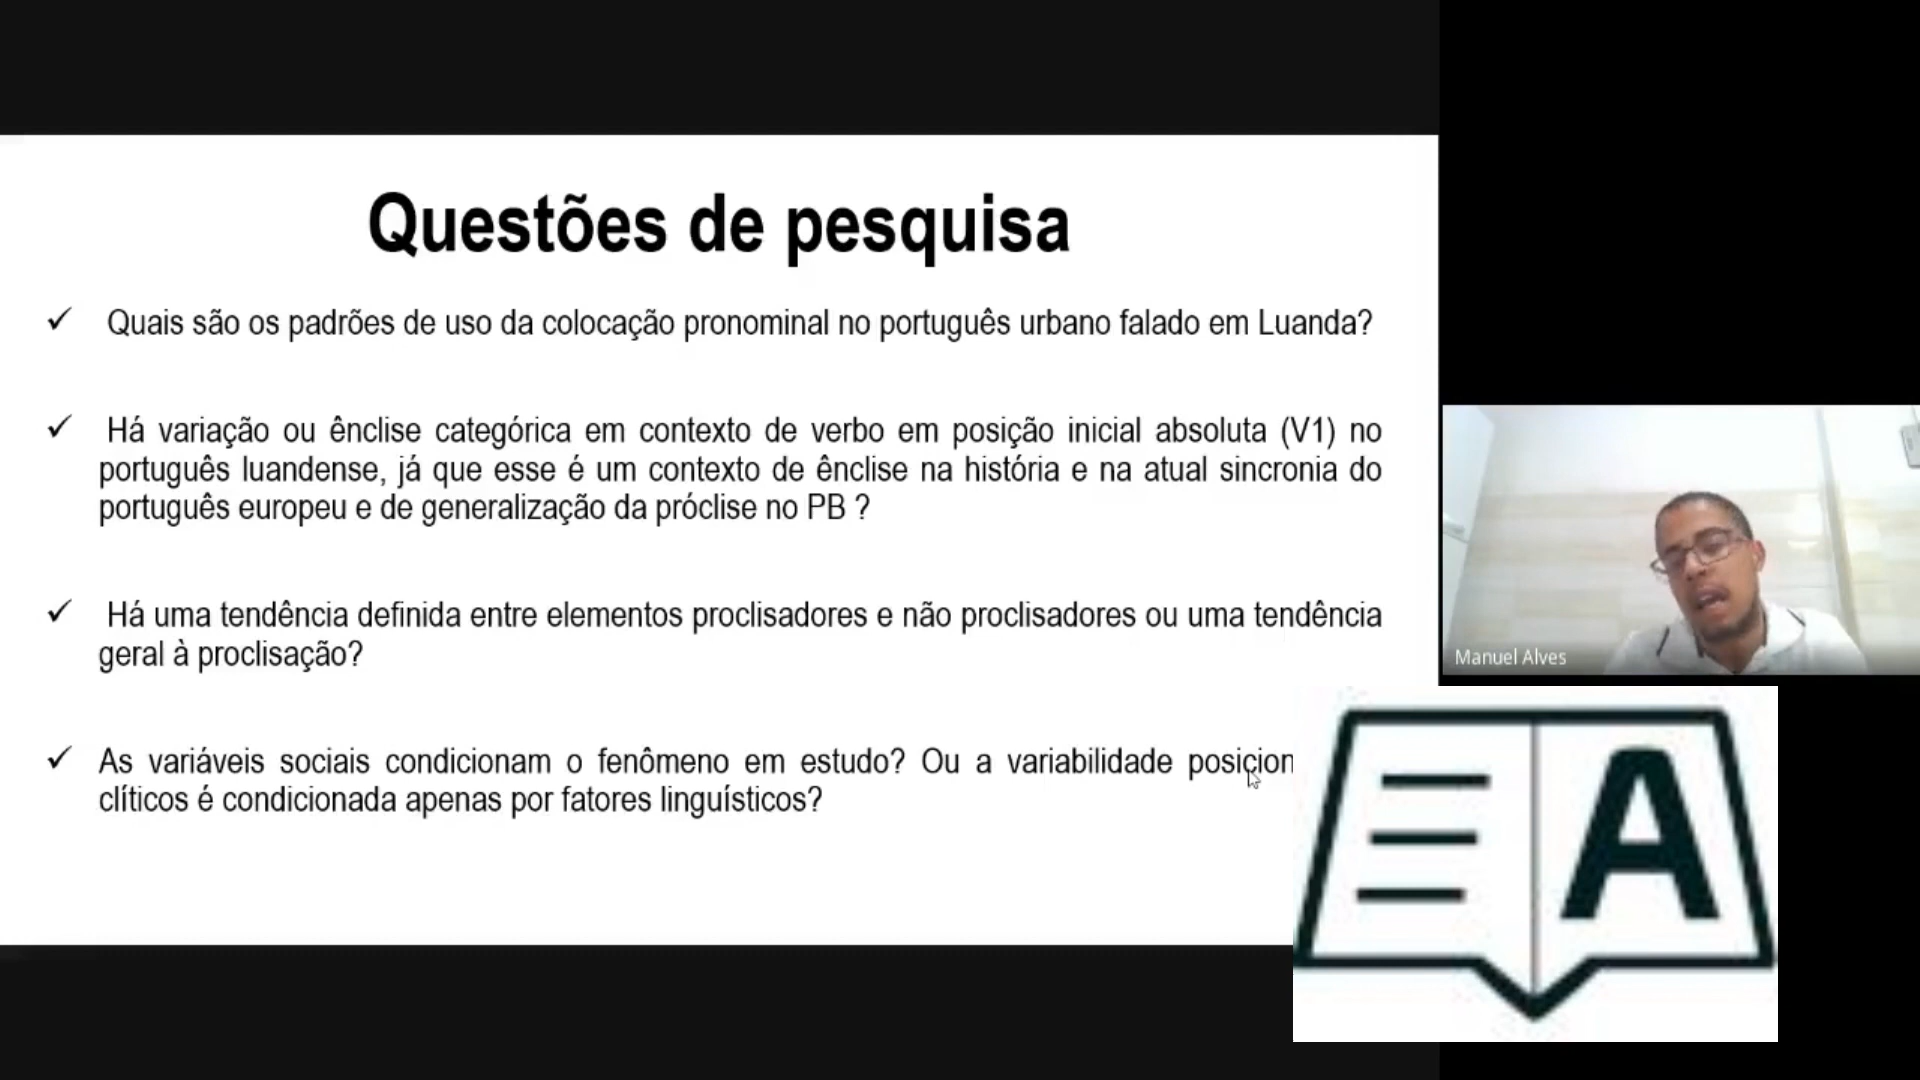 Questões de pesquisa
✓ Quais são os padrões de uso da colocação pronominal no português urbano falado em Luanda?
✓ Há variação ou ênclise categórica em contexto de verbo em posição inicial absoluta (V1) no
português luandense, já que esse é um contexto de ênclise na história e na atual sincronia do
português europeu e de generalização da próclise no PB ?
✓ Há uma tendência definida entre elementos proclisadores e não proclisadores ou uma tendência
geral à proclisação?
✓ As variáveis sociais condicionam o fenômeno em estudo? Ou a variabilidade
clíticos é condicionada apenas por fatores linguísticos?
Manuel Alves
A